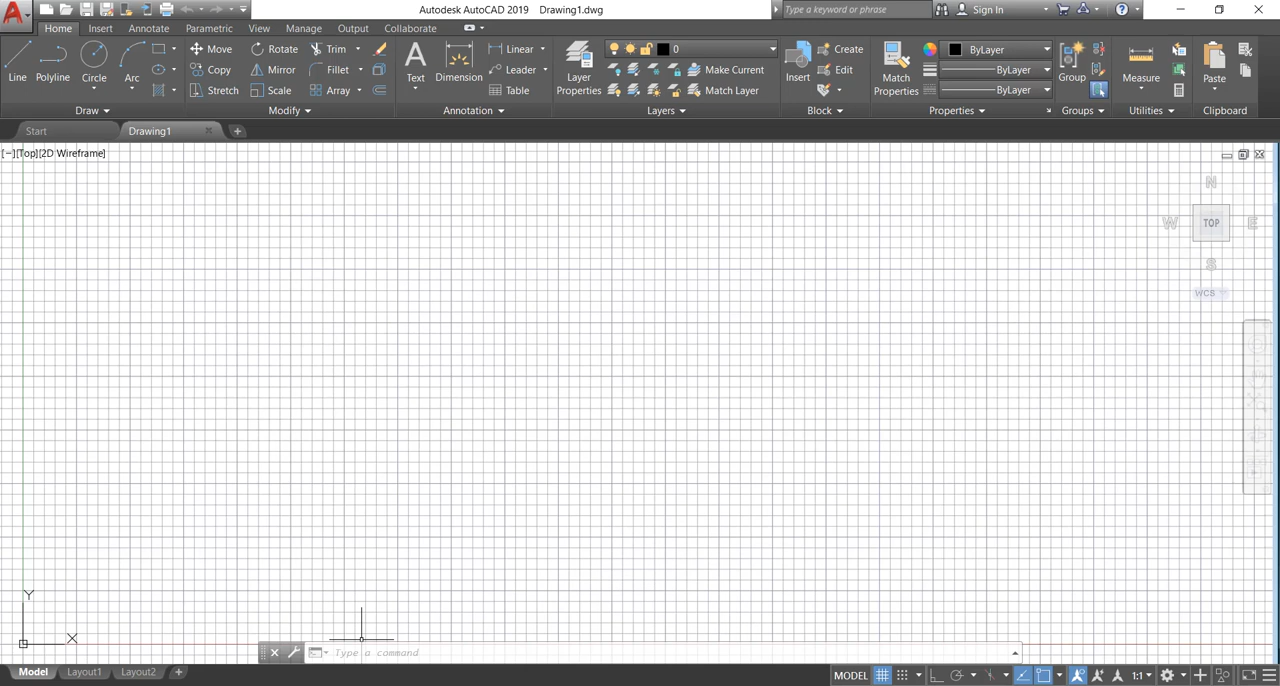 Autodesk AutoCAD 2019 Drawing1.dwg Type a keyword or phrase Sign In
Home Insert Annotate Parametric View Manage Output Collaborate
Line Polyline Circle Arc
Move Rotate Trim
Copy Mirror Fillet
Stretch Scale Array
Text Dimension
Linear
Leader
Table
Layer Properties
0
Make Current
Match Layer
Insert
Create
Edit
Match Properties
ByLayer
ByLayer
ByLayer
Group
Measure
Paste
Draw Modify Annotation Layers Block Properties Groups Utilities Clipboard
Start Drawing1
[−][Top][2D Wireframe]
N
W TOP E
S
WCS
Y
X
Type a command
Model Layout1 Layout2 MODEL 1:1